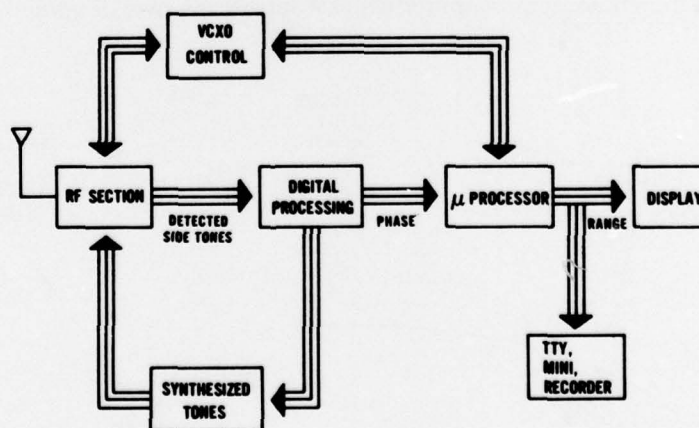 VCXO
CONTROL
RF SECTION
DETECTED
SIDE TONES
DIGITAL
PROCESSING
PHASE
μ PROCESSOR
RANGE
DISPLAY
TTY,
MINI,
RECORDER
SYNTHESIZED
TONES